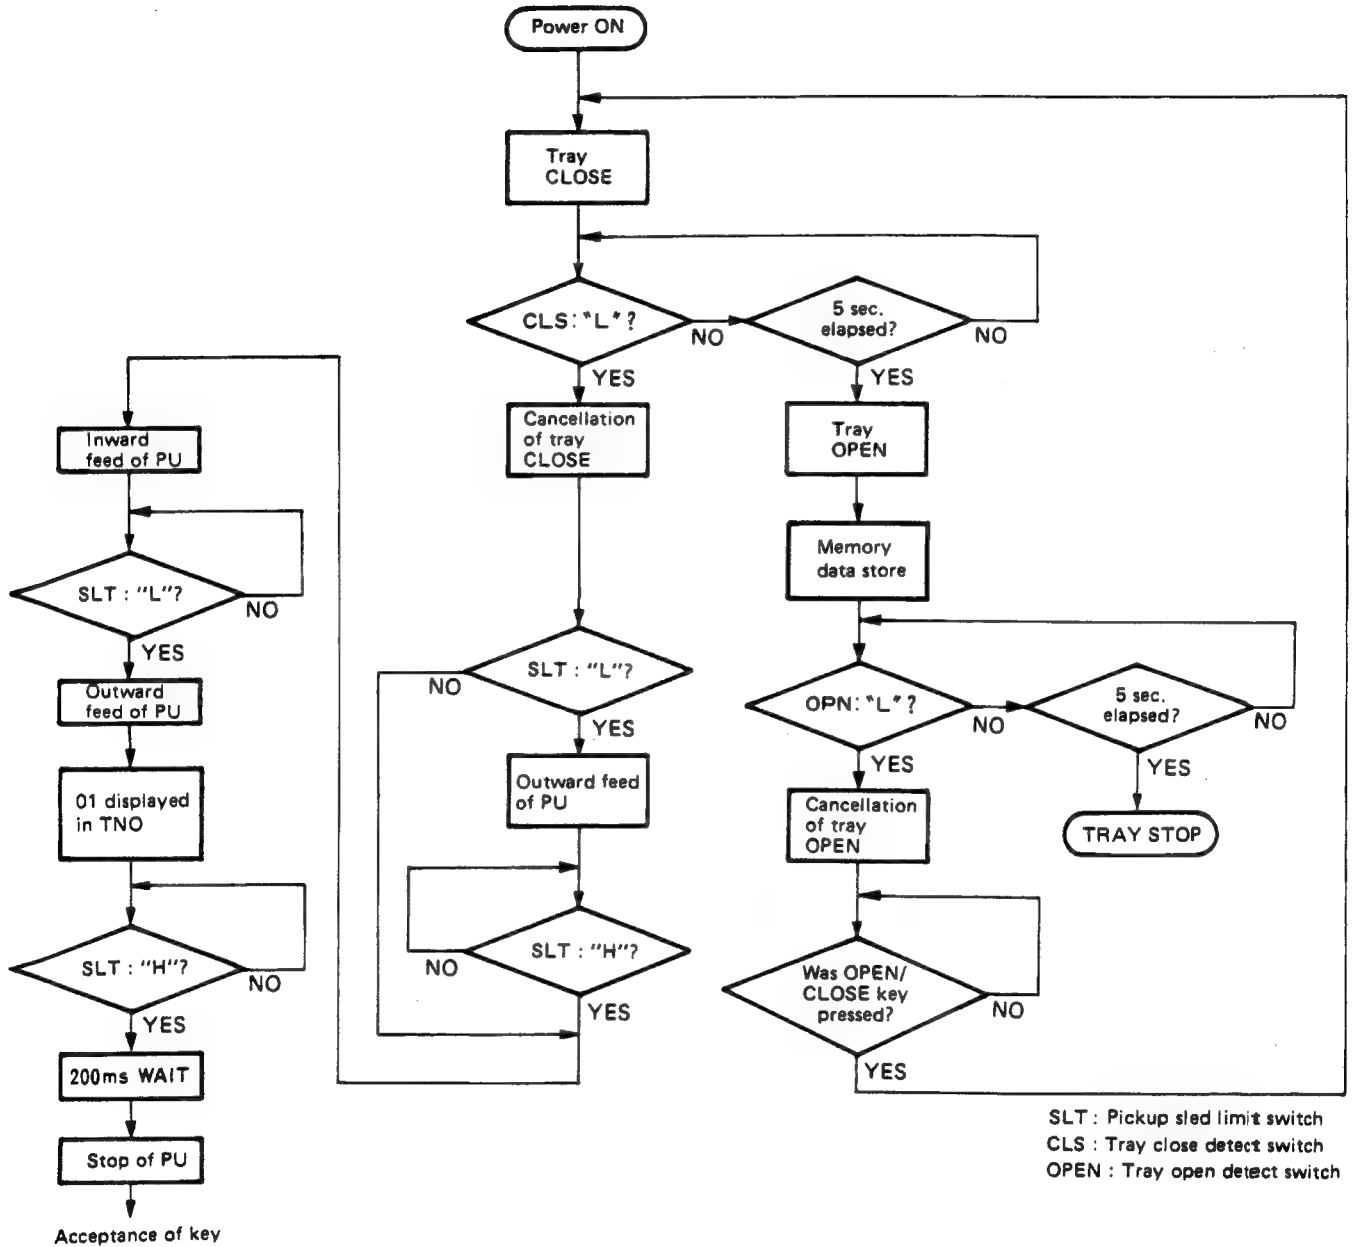 Power ON
Tray
CLOSE
CLS: "L" ?
NO
YES
5 sec.
elapsed?
NO
YES
Cancellation
of tray
CLOSE
Tray
OPEN
Memory
data store
Inward
feed of PU
SLT : "L"?
NO
YES
Outward
feed of PU
01 displayed
in TNO
SLT : "H"?
NO
YES
200ms WAIT
Stop of PU
Acceptance of key
SLT : "L"?
NO
YES
Outward feed
of PU
SLT : "H"?
NO
YES
OPN: "L" ?
NO
YES
5 sec.
elapsed?
NO
YES
TRAY STOP
Cancellation
of tray
OPEN
Was OPEN/
CLOSE key
pressed?
NO
YES
SLT : Pickup sled limit switch
CLS : Tray close detect switch
OPEN : Tray open detect switch